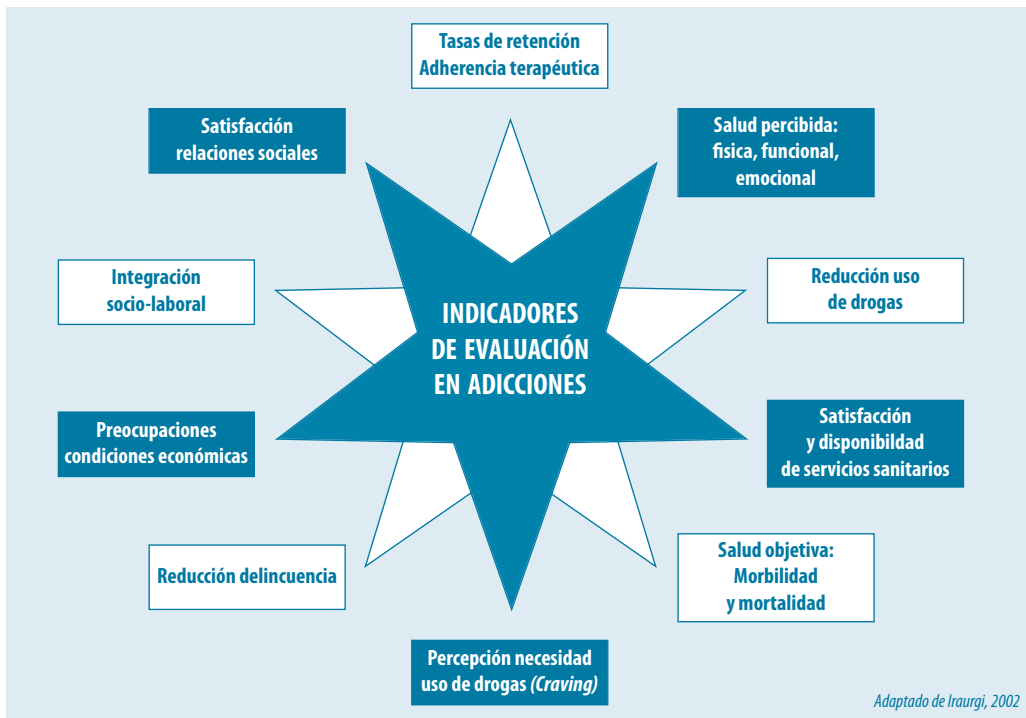 Tasas de retención
Adherencia terapéutica
Satisfacción
relaciones sociales
Salud percibida:
fisica, funcional,
emocional
Integración
socio-laboral
Reducción uso
de drogas
INDICADORES
DE EVALUACIÓN
EN ADICCIONES
Preocupaciones
condiciones económicas
Satisfacción
y disponibildad
de servicios sanitarios
Reducción delincuencia
Salud objetiva:
Morbilidad
y mortalidad
Percepción necesidad
uso de drogas (Craving)
Adaptado de Iraurgi, 2002